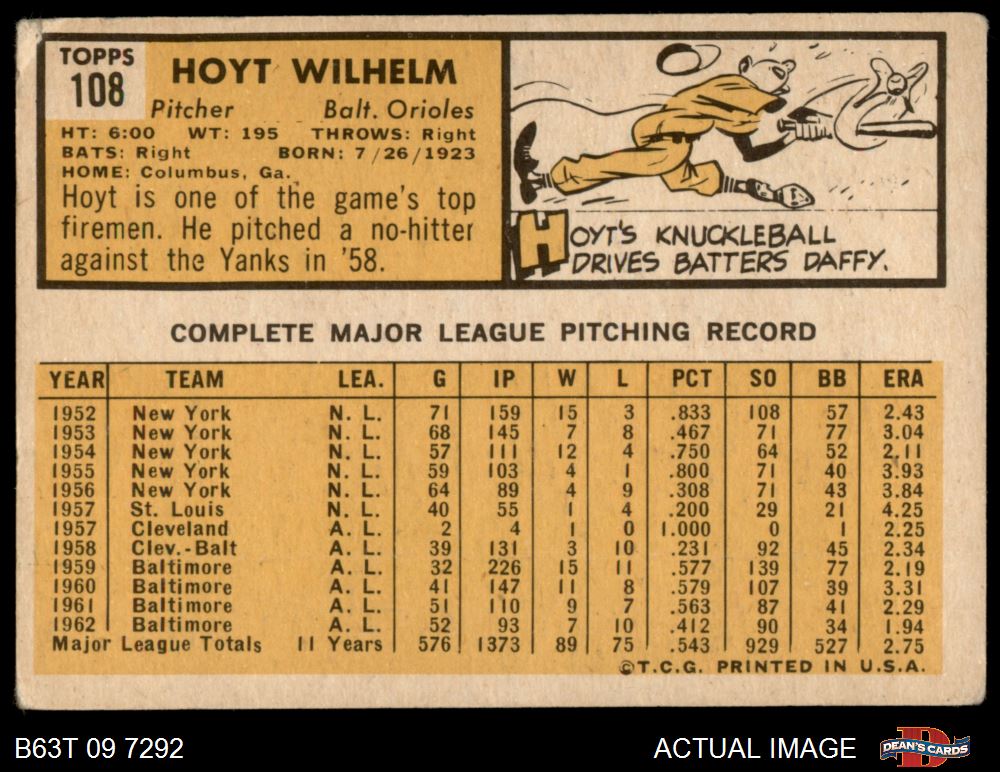 TOPPS
108
HOYT WILHELM
Pitcher Balt. Orioles
HT: 6:00 WT: 195 THROWS: Right
BATS: Right BORN: 7/26/1923
HOME: Columbus, Ga.
Hoyt is one of the game's top
firemen. He pitched a no-hitter
against the Yanks in '58.
HOYT'S KNUCKLEBALL
DRIVES BATTERS DAFFY.
COMPLETE MAJOR LEAGUE PITCHING RECORD
YEAR TEAM LEA. G IP W L PCT SO BB ERA
1952 New York N. L. 71 159 15 3 .833 108 57 2.43
1953 New York N. L. 68 145 7 8 .467 71 77 3.04
1954 New York N. L. 57 111 12 4 .750 64 52 2.11
1955 New York N. L. 59 103 4 1 .800 71 40 3.93
1956 New York N. L. 64 89 4 9 .308 71 43 3.84
1957 St. Louis N. L. 40 55 1 4 .200 29 21 4.25
1957 Cleveland A. L. 2 4 1 0 1.000 0 1 2.25
1958 Clev.-Balt A. L. 39 131 3 10 .231 92 45 2.34
1959 Baltimore A. L. 32 226 15 11 .577 139 77 2.19
1960 Baltimore A. L. 41 147 11 8 .579 107 39 3.31
1961 Baltimore A. L. 51 110 9 7 .563 87 41 2.29
1962 Baltimore A. L. 52 93 7 10 .412 90 34 1.94
Major League Totals 11 Years 576 1373 89 75 .543 929 527 2.75
©T.C.G. PRINTED IN U.S.A.
B63T 09 7292
ACTUAL IMAGE
D
DEAN'S CARDS